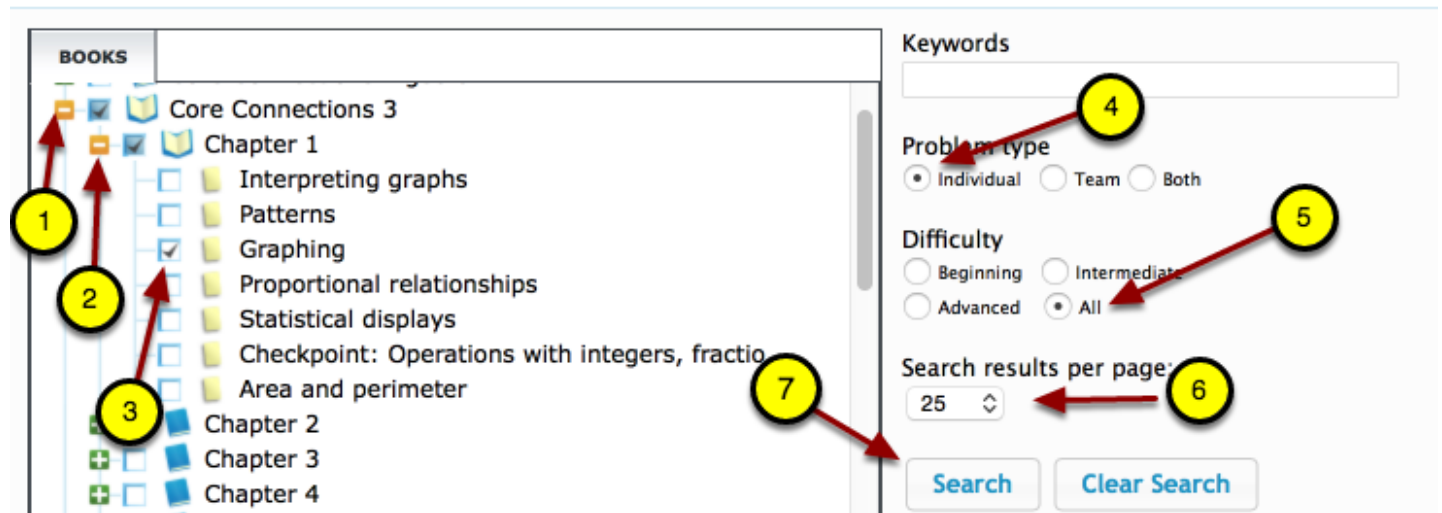 BOOKS
Core Connections 3
Chapter 1
Interpreting graphs
Patterns
Graphing
Proportional relationships
Statistical displays
Checkpoint: Operations with integers, fractio
Area and perimeter
Chapter 2
Chapter 3
Chapter 4
1
2
3
Keywords
4
Problem type
Individual Team Both
5
Difficulty
Beginning Intermediate
Advanced All
Search results per page:
25
6
7
Search Clear Search